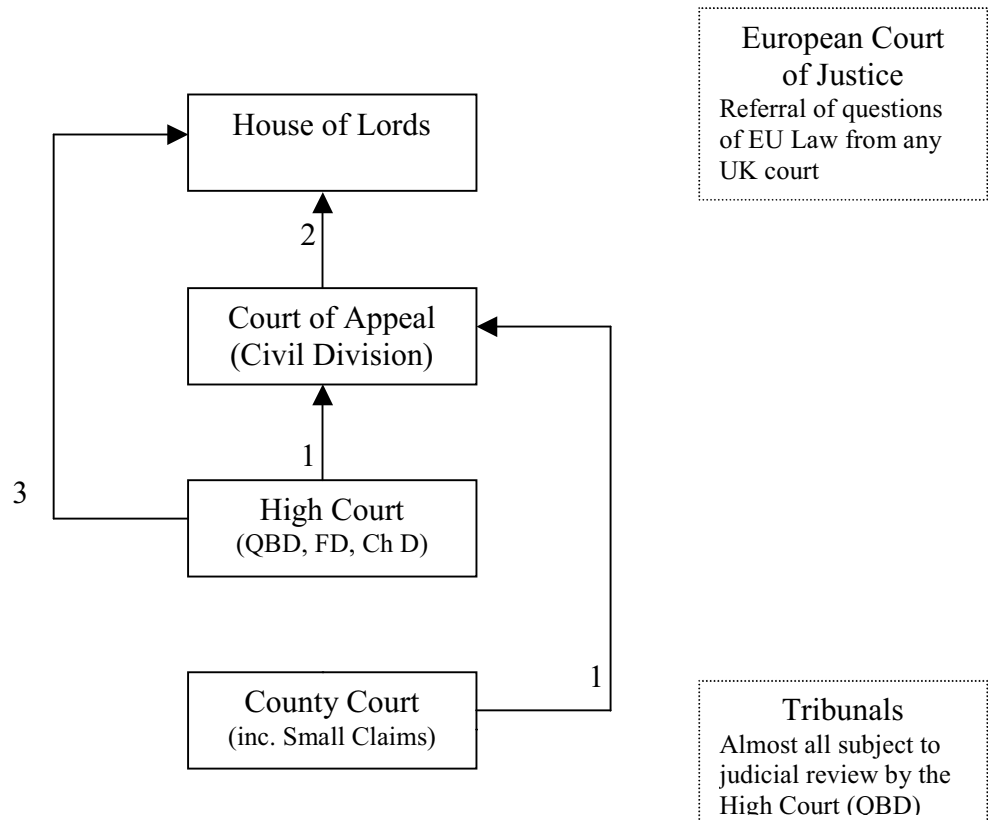 European Court
of Justice
Referral of questions
of EU Law from any
UK court
House of Lords
2
Court of Appeal
(Civil Division)
1
3
High Court
(QBD, FD, Ch D)
1
County Court
(inc. Small Claims)
Tribunals
Almost all subject to
judicial review by the
High Court (QBD)